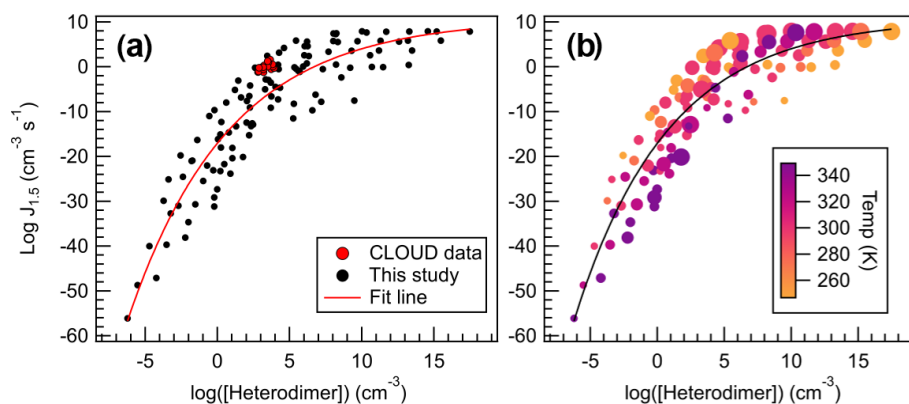 (a)
10
0
-10
-20
-30
-40
-50
-60
Log J1.5 (cm-3 s-1)
CLOUD data
This study
Fit line
-5 0 5 10 15
log([Heterodimer]) (cm-3)
(b)
10
0
-10
-20
-30
-40
-50
-60
340
320
300
280
260
Temp (K)
-5 0 5 10 15
log([Heterodimer]) (cm-3)